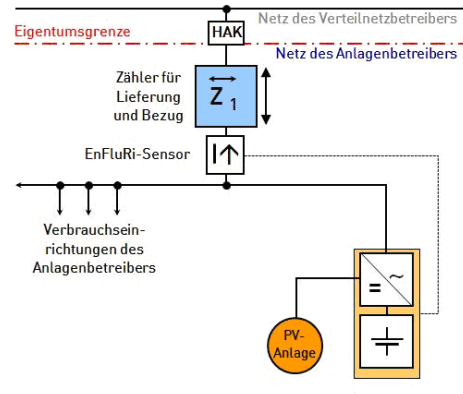 Netz des Verteilnetzbetreibers
Eigentumsgrenze
HAK
Netz des Anlagenbetreibers
Zähler für
Lieferung
und Bezug
Z 1
EnFluRi-Sensor
I
Verbrauchsein-
richtungen des
Anlagenbetreibers
= ~
PV-
Anlage